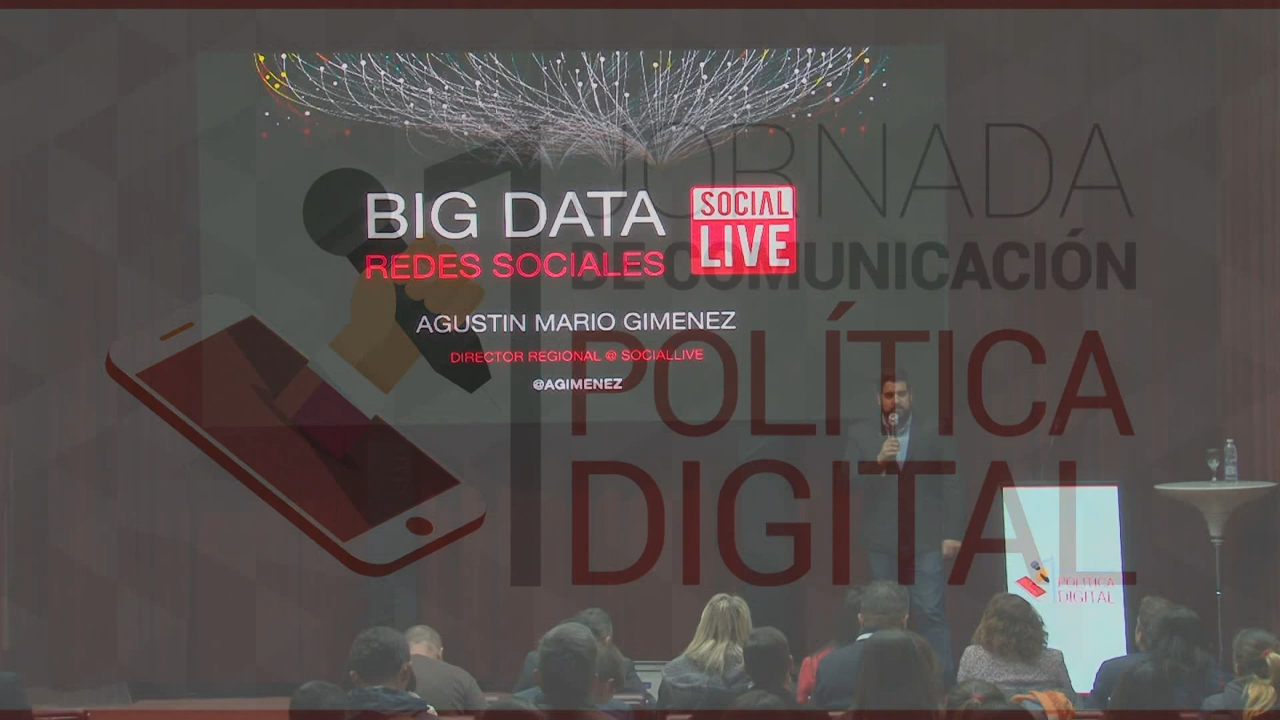 BIG DATA
REDES SOCIALES
SOCIAL
LIVE
AGUSTIN MARIO GIMENEZ
DIRECTOR REGIONAL @ SOCIALLIVE
@AGIMENEZ
1 JORNADA
DE COMUNICACIÓN
POLÍTICA
DIGITAL
POLÍTICA
DIGITAL